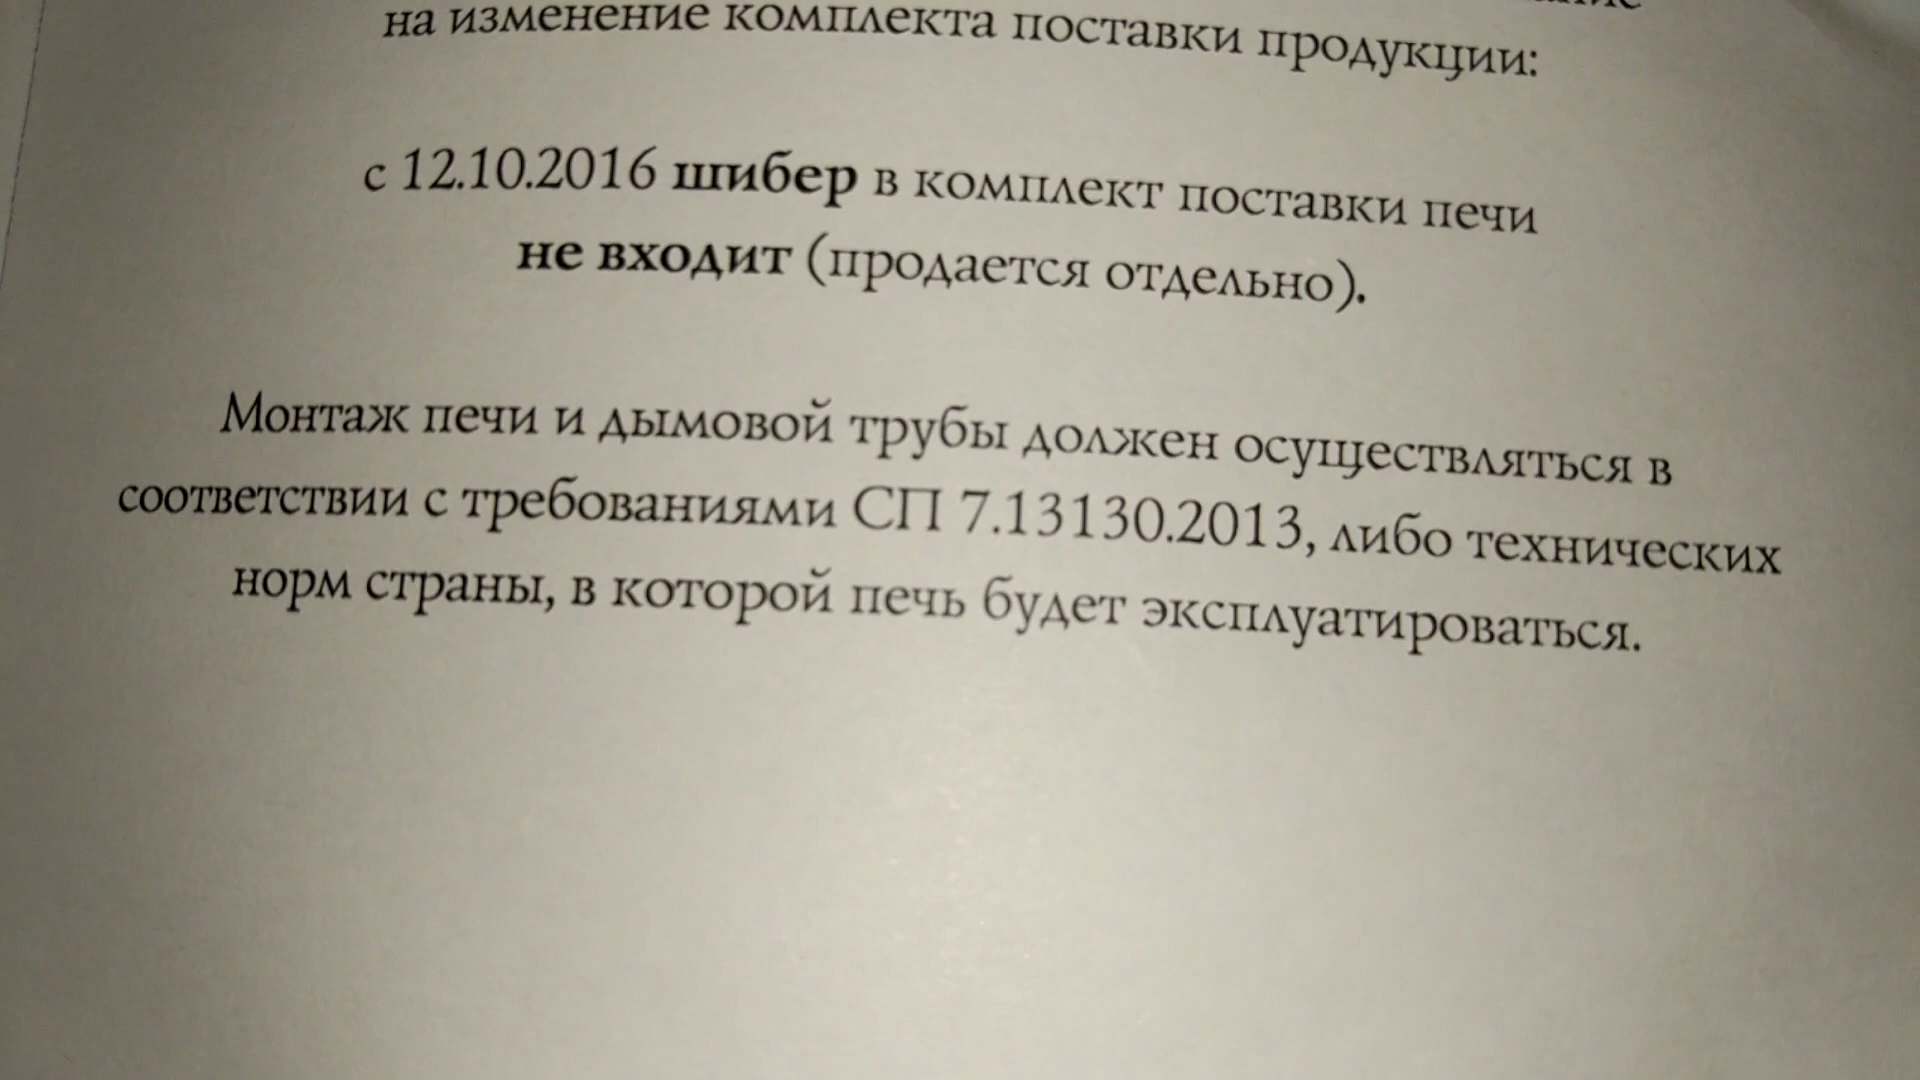 на изменение комплекта поставки продукции:
с 12.10.2016 шибер в комплект поставки печи
не входит (продается отдельно).
Монтаж печи и дымовой трубы должен осуществляться в
соответствии с требованиями СП 7.13130.2013, либо технических
норм страны, в которой печь будет эксплуатироваться.